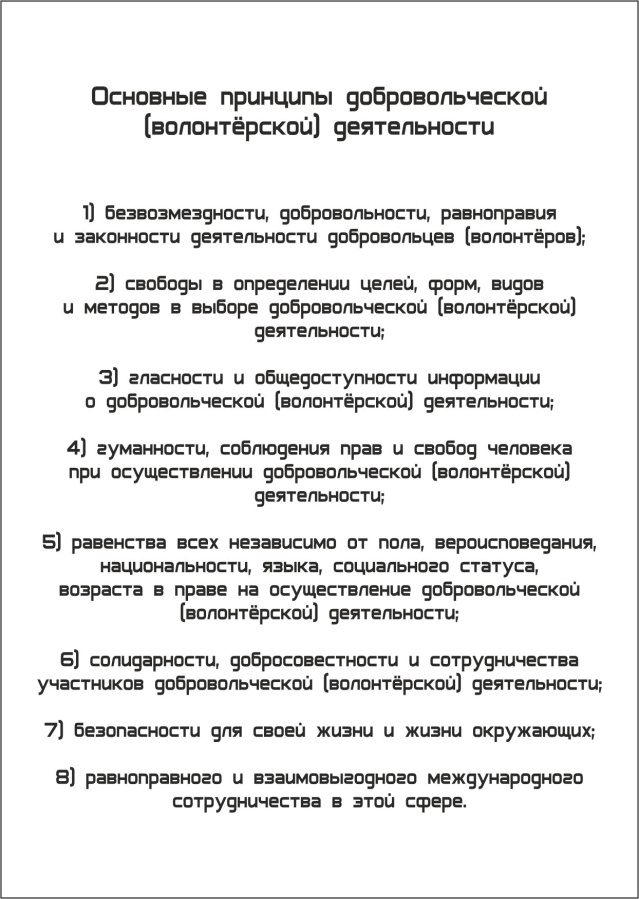 Основные принципы добровольческой
(волонтёрской) деятельности
1) безвозмездности, добровольности, равноправия
и законности деятельности добровольцев (волонтёров);
2) свободы в определении целей, форм, видов
и методов в выборе добровольческой (волонтёрской)
деятельности;
3) гласности и общедоступности информации
о добровольческой (волонтёрской) деятельности;
4) гуманности, соблюдения прав и свобод человека
при осуществлении добровольческой (волонтёрской)
деятельности;
5) равенства всех независимо от пола, вероисповедания,
национальности, языка, социального статуса,
возраста в праве на осуществление добровольческой
(волонтёрской) деятельности;
6) солидарности, добросовестности и сотрудничества
участников добровольческой (волонтёрской) деятельности;
7) безопасности для своей жизни и жизни окружающих;
8) равноправного и взаимовыгодного международного
сотрудничества в этой сфере.